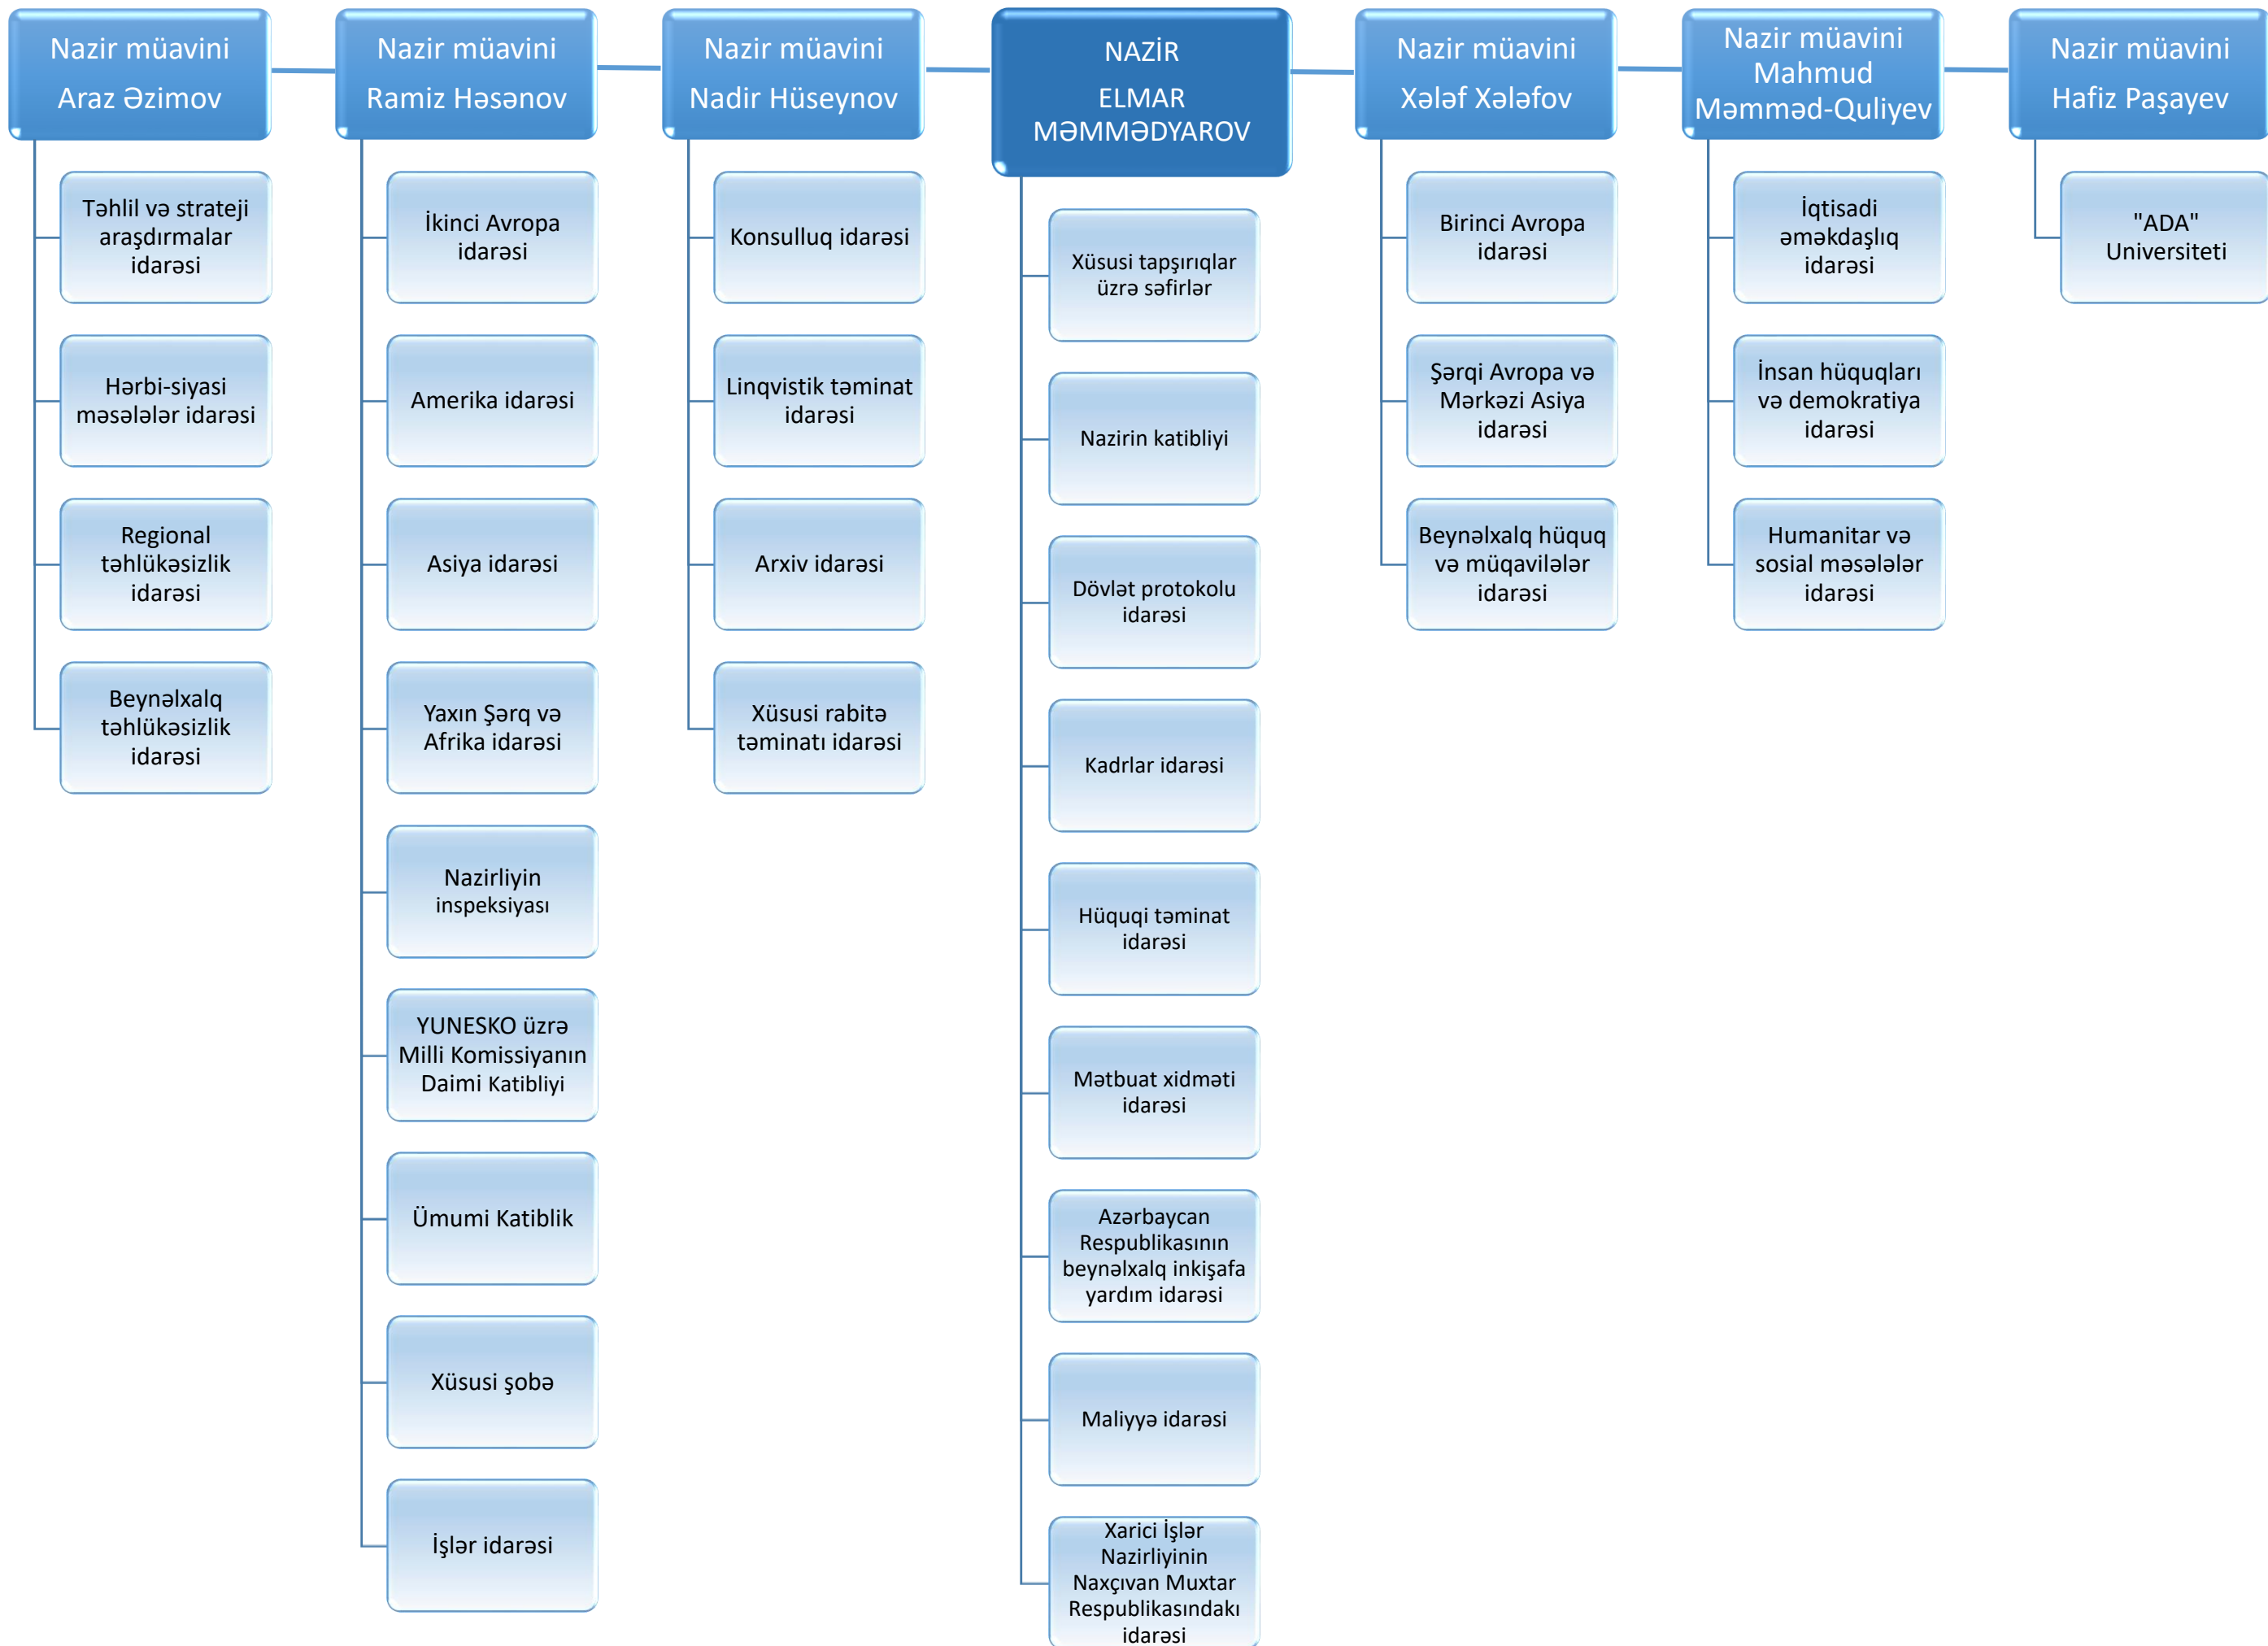 Nazir müavini
Araz Əzimov
Təhlil və strateji
araşdırmalar
idarəsi
Hərbi-siyasi
məsələlər idarəsi
Regional
təhlükəsizlik
idarəsi
Beynəlxalq
təhlükəsizlik
idarəsi
Nazir müavini
Ramiz Həsənov
İkinci Avropa
idarəsi
Amerika idarəsi
Asiya idarəsi
Yaxın Şərq və
Afrika idarəsi
Nazirliyin
inspeksiyası
YUNESKO üzrə
Milli Komissiyanın
Daimi Katibliyi
Ümumi Katiblik
Xüsusi şobə
İşlər idarəsi
Nazir müavini
Nadir Hüseynov
Konsulluq idarəsi
Linqvistik təminat
idarəsi
Arxiv idarəsi
Xüsusi rabitə
təminatı idarəsi
NAZİR
ELMAR
MƏMMƏDYAROV
Xüsusi tapşırıqlar
üzrə səfirlər
Nazirin katibliyi
Dövlət protokolu
idarəsi
Kadrlar idarəsi
Hüquqi təminat
idarəsi
Mətbuat xidməti
idarəsi
Azərbaycan
Respublikasının
beynəlxalq inkişafa
yardım idarəsi
Maliyyə idarəsi
Xarici İşlər
Nazirliyinin
Naxçıvan Muxtar
Respublikasındakı
idarəsi
Nazir müavini
Xələf Xələfov
Birinci Avropa
idarəsi
Şərqi Avropa və
Mərkəzi Asiya
idarəsi
Beynəlxalq hüquq
və müqavilələr
idarəsi
Nazir müavini
Mahmud
Məmməd-Quliyev
İqtisadi
əməkdaşlıq
idarəsi
İnsan hüquqları
və demokratiya
idarəsi
Humanitar və
sosial məsələlər
idarəsi
Nazir müavini
Hafiz Paşayev
"ADA"
Universiteti